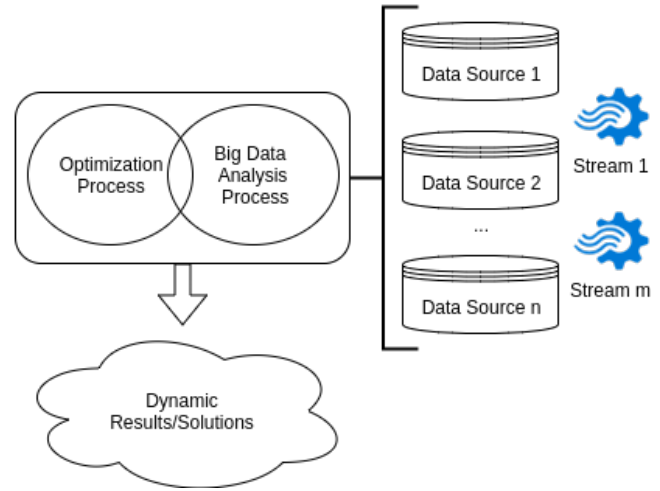 Optimization
Process
Big Data
Analysis
Process
Data Source 1
Data Source 2
...
Data Source n
Stream 1
Stream m
Dynamic
Results/Solutions